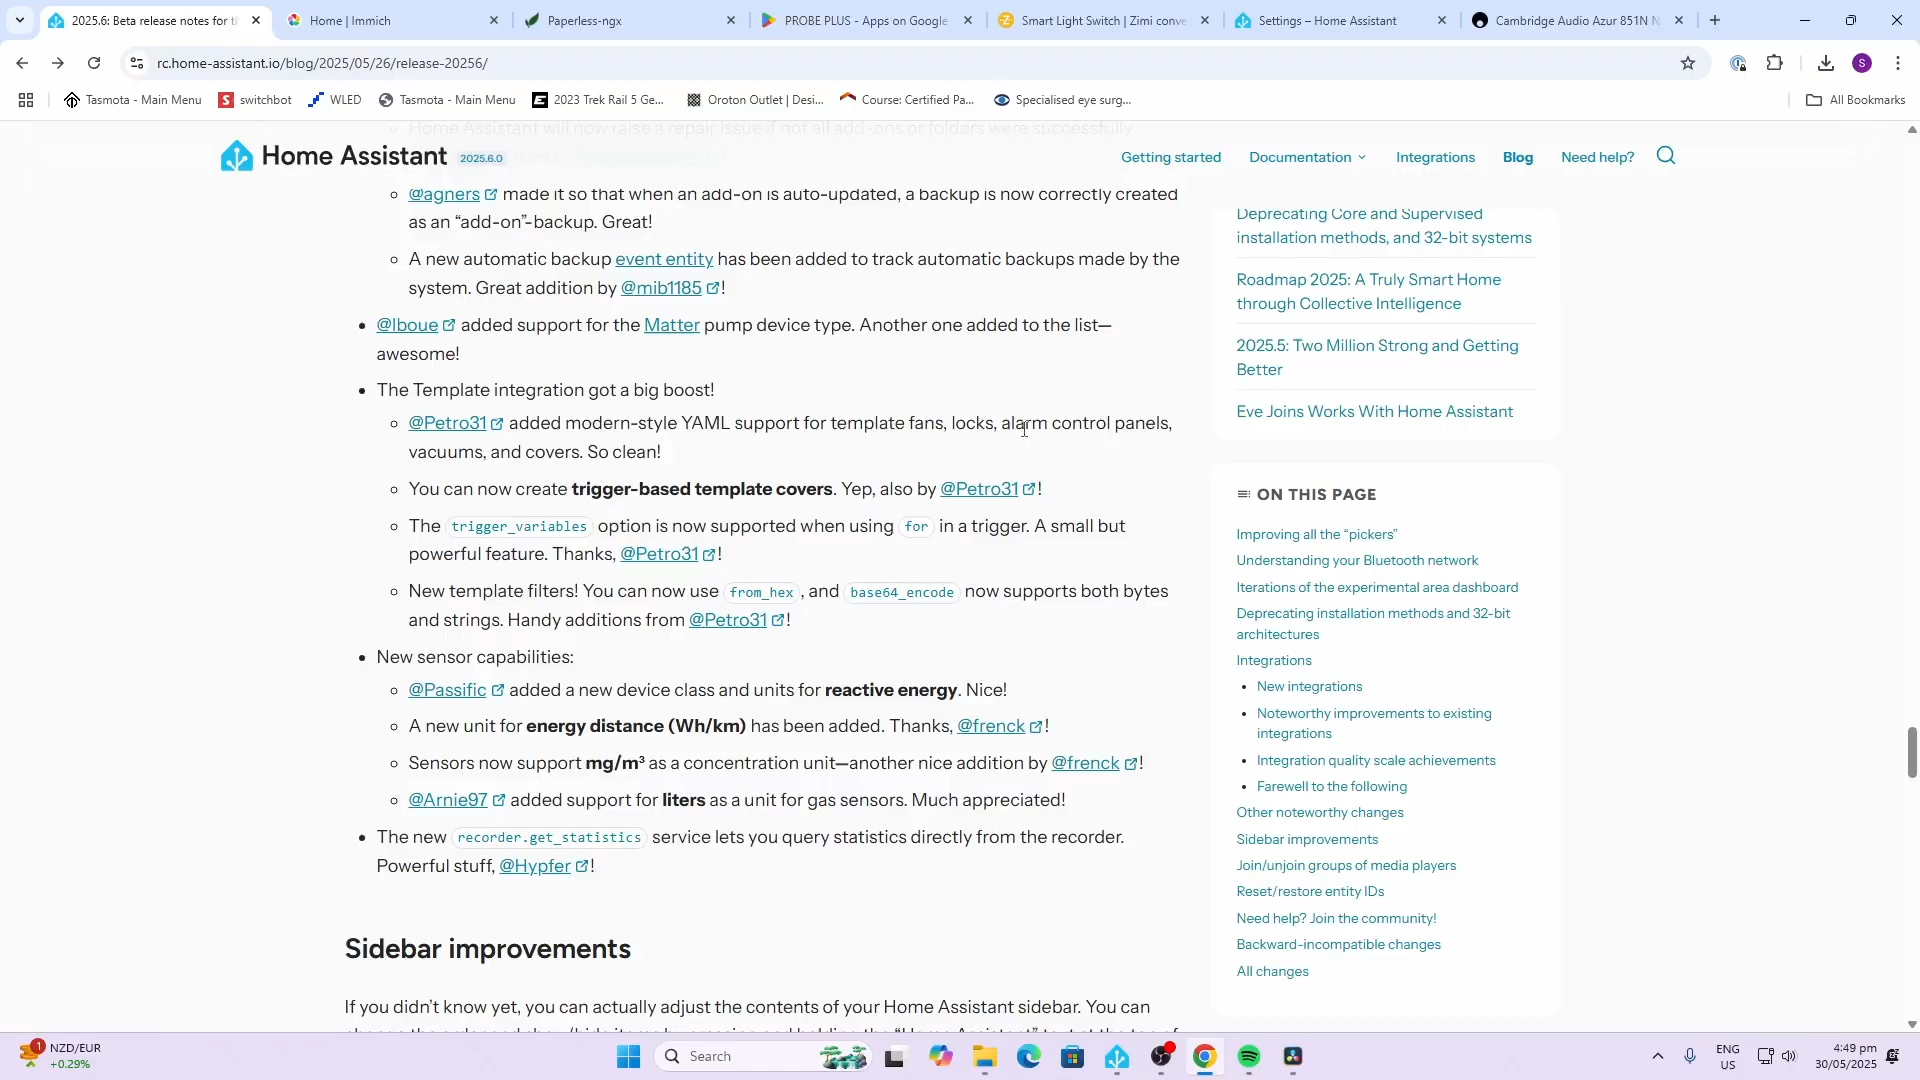 2025.6: Beta release notes for th
Home | Immich
Paperless-ngx
PROBE PLUS - Apps on Google
Smart Light Switch | Zimi conve
Settings – Home Assistant
Cambridge Audio Azur 851N N
rc.home-assistant.io/blog/2025/05/26/release-20256/
S
Tasmota - Main Menu
switchbot
WLED
Tasmota - Main Menu
2023 Trek Rail 5 Ge...
Oroton Outlet | Desi...
Course: Certified Pa...
Specialised eye surg...
All Bookmarks
Home Assistant will now raise a repair issue if not all add-ons or folders were successfully
Home Assistant 2025.6.0
Getting started
Documentation
Integrations
Blog
Need help?
@agners made it so that when an add-on is auto-updated, a backup is now correctly created
as an “add-on”-backup. Great!
A new automatic backup event entity has been added to track automatic backups made by the
system. Great addition by @mib1185!
@lboue added support for the Matter pump device type. Another one added to the list—
awesome!
The Template integration got a big boost!
@Petro31 added modern-style YAML support for template fans, locks, alarm control panels,
vacuums, and covers. So clean!
You can now create trigger-based template covers. Yep, also by @Petro31!
The trigger_variables option is now supported when using for in a trigger. A small but
powerful feature. Thanks, @Petro31!
New template filters! You can now use from_hex, and base64_encode now supports both bytes
and strings. Handy additions from @Petro31!
New sensor capabilities:
@Passific added a new device class and units for reactive energy. Nice!
A new unit for energy distance (Wh/km) has been added. Thanks, @frenck!
Sensors now support mg/m³ as a concentration unit—another nice addition by @frenck!
@Arnie97 added support for liters as a unit for gas sensors. Much appreciated!
The new recorder.get_statistics service lets you query statistics directly from the recorder.
Powerful stuff, @Hypfer!
Sidebar improvements
If you didn’t know yet, you can actually adjust the contents of your Home Assistant sidebar. You can
Deprecating Core and Supervised
installation methods, and 32-bit systems
Roadmap 2025: A Truly Smart Home
through Collective Intelligence
2025.5: Two Million Strong and Getting
Better
Eve Joins Works With Home Assistant
ON THIS PAGE
Improving all the “pickers”
Understanding your Bluetooth network
Iterations of the experimental area dashboard
Deprecating installation methods and 32-bit
architectures
Integrations
New integrations
Noteworthy improvements to existing
integrations
Integration quality scale achievements
Farewell to the following
Other noteworthy changes
Sidebar improvements
Join/unjoin groups of media players
Reset/restore entity IDs
Need help? Join the community!
Backward-incompatible changes
All changes
1
NZD/EUR
+0.29%
Search
ENG
US
4:49 pm
30/05/2025